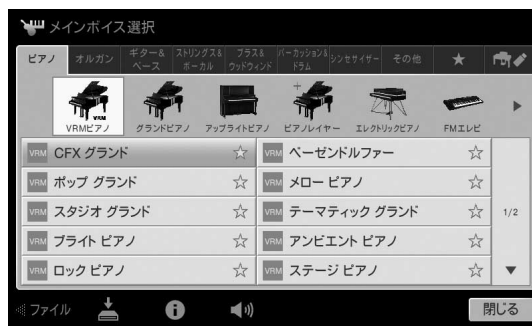 メインボイス選択
ピアノ
オルガン
ギター&
ベース
ストリングス&
ボーカル
ブラス&
ウッドウィンド
パーカッション&
ドラム
シンセサイザー
その他
VRM
VRMピアノ
グランドピアノ
アップライトピアノ
ピアノレイヤー
エレクトリックピアノ
FMエレピ
VRM CFX グランド
VRM ベーゼンドルファー
VRM ポップ グランド
VRM メロー ピアノ
VRM スタジオ グランド
VRM テーマティック グランド
1/2
VRM ブライト ピアノ
VRM アンビエント ピアノ
VRM ロック ピアノ
VRM ステージ ピアノ
ファイル
閉じる